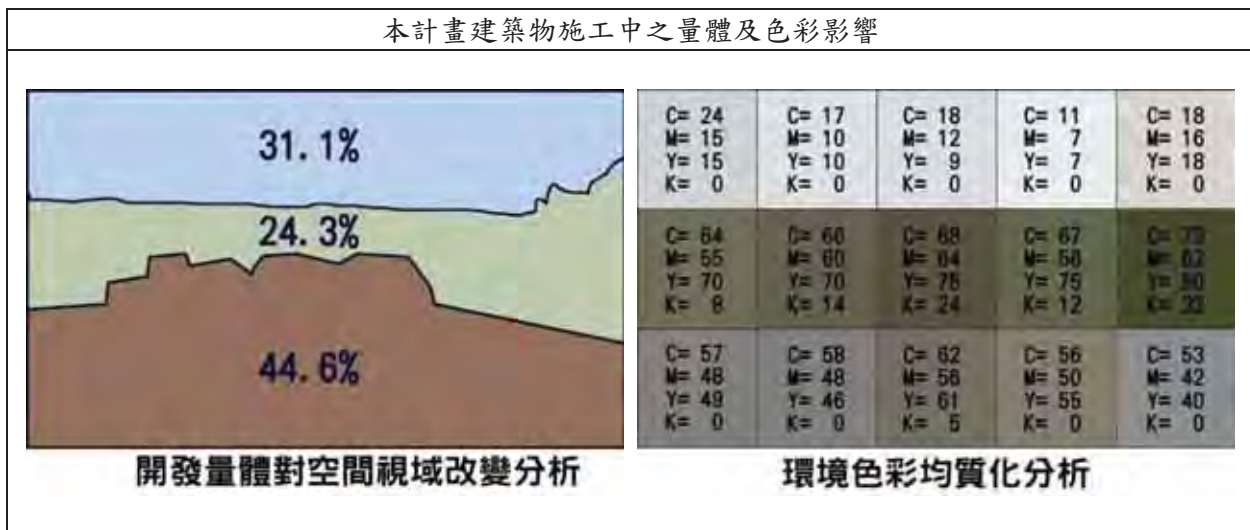 本計畫建築物施工中之量體及色彩影響
31.1%
24.3%
44.6%
開發量體對空間視域改變分析
C= 24 C= 17 C= 18 C= 11 C= 18
M= 15 M= 10 M= 12 M= 7 M= 16
Y= 15 Y= 10 Y= 9 Y= 7 Y= 18
K= 0 K= 0 K= 0 K= 0 K= 0
C= 64 C= 66 C= 68 C= 67
M= 55 M= 60 M= 64
Y= 70 Y= 70 Y= 75
K= 8 K= 14 K= 24 K= 12
C= 57 C= 58 C= 62 C= 56 C= 53
M= 48 M= 48 M= 56 M= 50 M= 42
Y= 49 Y= 46 Y= 61 Y= 55 Y= 40
K= 0 K= 0 K= 5 K= 0 K= 0
環境色彩均質化分析